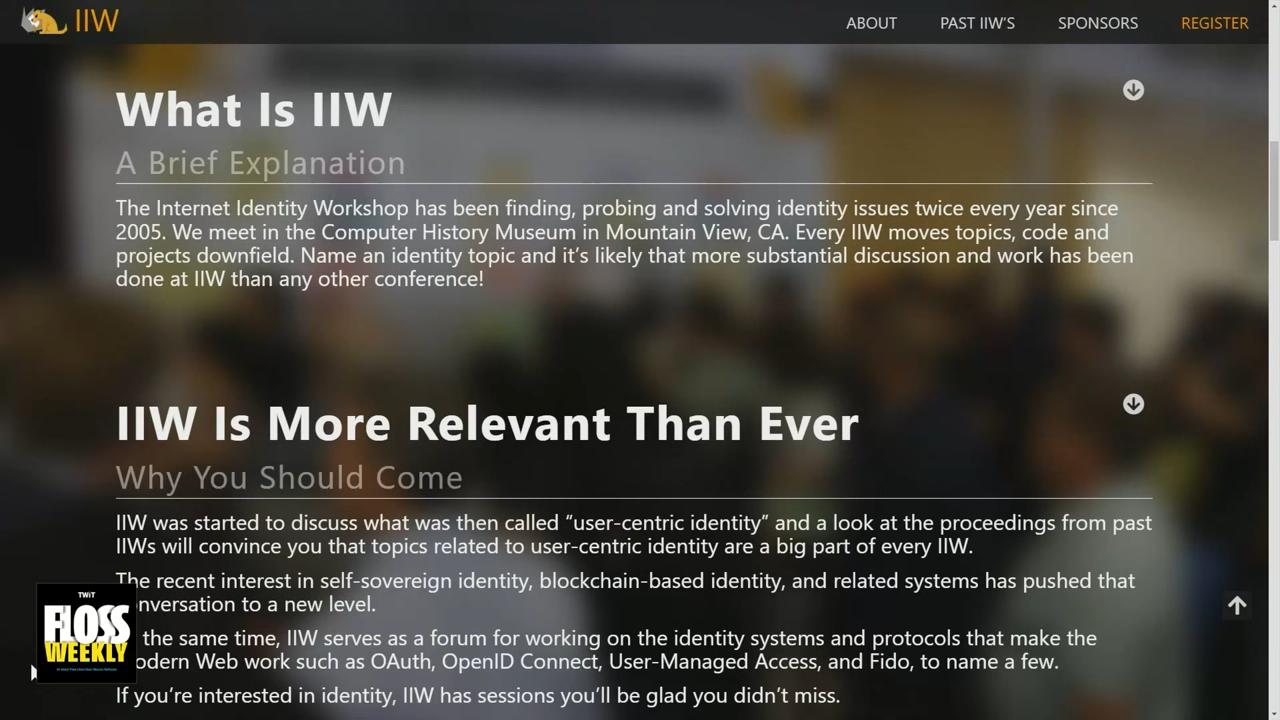 IIW
ABOUT
PAST IIW'S
SPONSORS
REGISTER
What Is IIW
A Brief Explanation
The Internet Identity Workshop has been finding, probing and solving identity issues twice every year since
2005. We meet in the Computer History Museum in Mountain View, CA. Every IIW moves topics, code and
projects downfield. Name an identity topic and it’s likely that more substantial discussion and work has been
done at IIW than any other conference!
IIW Is More Relevant Than Ever
Why You Should Come
IIW was started to discuss what was then called “user-centric identity” and a look at the proceedings from past
IIWs will convince you that topics related to user-centric identity are a big part of every IIW.
The recent interest in self-sovereign identity, blockchain-based identity, and related systems has pushed that
onversation to a new level.
the same time, IIW serves as a forum for working on the identity systems and protocols that make the
odern Web work such as OAuth, OpenID Connect, User-Managed Access, and Fido, to name a few.
If you’re interested in identity, IIW has sessions you’ll be glad you didn’t miss.
TWiT
FLOSS
WEEKLY